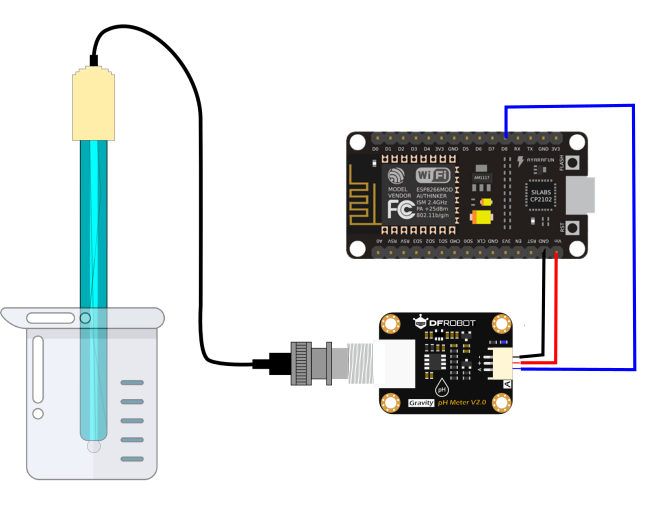 D0 D1 D2 D3 D4 3V3 GND D5 D6 D7 D8 RX TX GND 3V3
AYARAFUN
FLASH
AM1117
WiFi
MODEL
VENDOR
ESP8266MOD
AI/THINKER
ISM 2.4GHz
PA +25dBm
802.11b/g/n
FC
SILABS
CP2102
RST
A0 RSV RSV SD3 SD2 SD1 CMD SD0 CLK GND 3V3 EN RST GND Vin
DFROBOT
pH
A
Gravity pH Meter V2.0